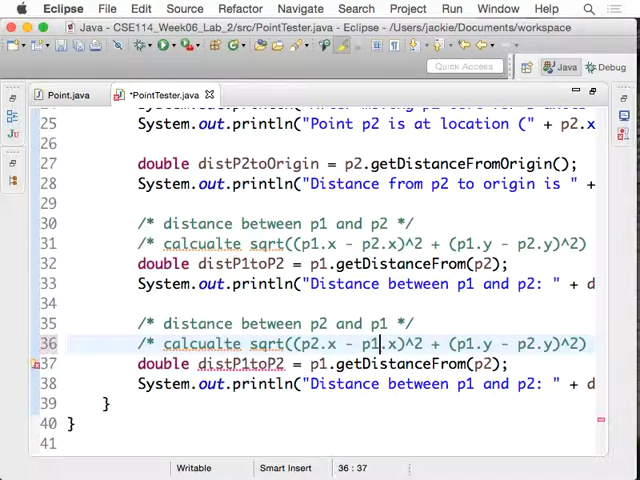 Eclipse File Edit Source Refactor Navigate Search Project Run Window Help
Java - CSE114_Week06_Lab_2/src/PointTester.java - Eclipse - /Users/jackie/Documents/workspace
Quick Access Java Debug
Point.java *PointTester.java
25 System.out.println("Point p2 is at location (" + p2.x
26
27 double distP2toOrigin = p2.getDistanceFromOrigin();
28 System.out.println("Distance from p2 to origin is " +
29
30 /* distance between p1 and p2 */
31 /* calcualte sqrt((p1.x - p2.x)^2 + (p1.y - p2.y)^2)
32 double distP1toP2 = p1.getDistanceFrom(p2);
33 System.out.println("Distance between p1 and p2: " + d
34
35 /* distance between p2 and p1 */
36 /* calcualte sqrt((p2.x - p1.x)^2 + (p1.y - p2.y)^2)
37 double distP1toP2 = p1.getDistanceFrom(p2);
38 System.out.println("Distance between p1 and p2: " + d
39 }
40 }
41
Writable Smart Insert 36 : 37